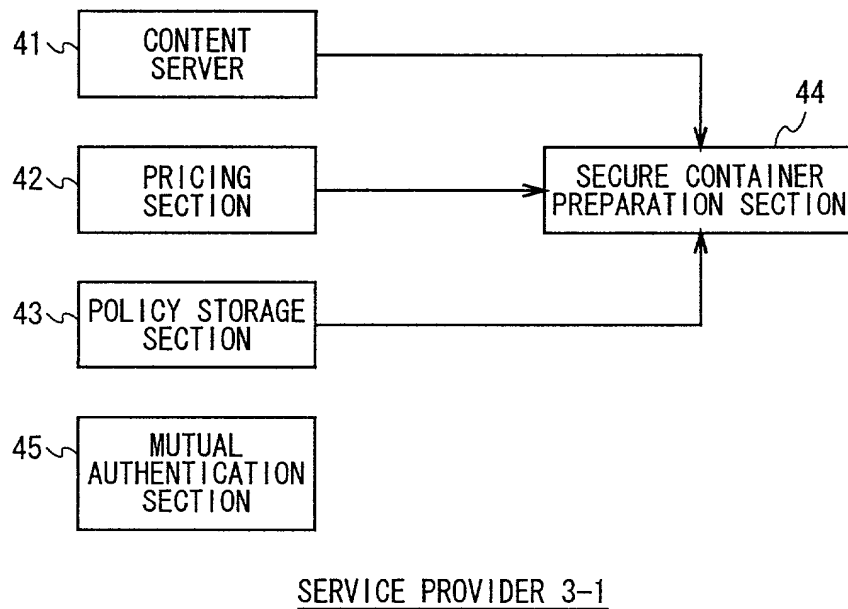 41
CONTENT
SERVER
44
42
PRICING
SECTION
SECURE CONTAINER
PREPARATION SECTION
43
POLICY STORAGE
SECTION
45
MUTUAL
AUTHENTICATION
SECTION
SERVICE PROVIDER 3-1